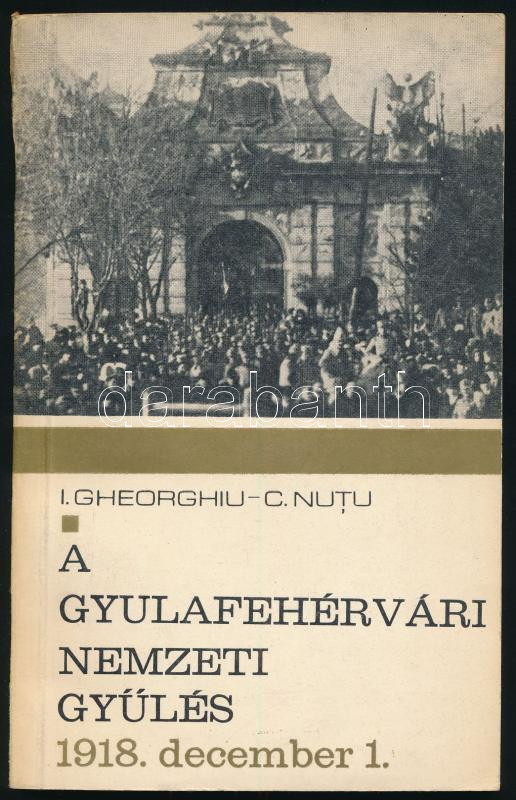 darabanth
I. GHEORGHIU-C. NUȚU
A
GYULAFEHÉRVÁRI
NEMZETI
GYŰLÉS
1918. december 1.